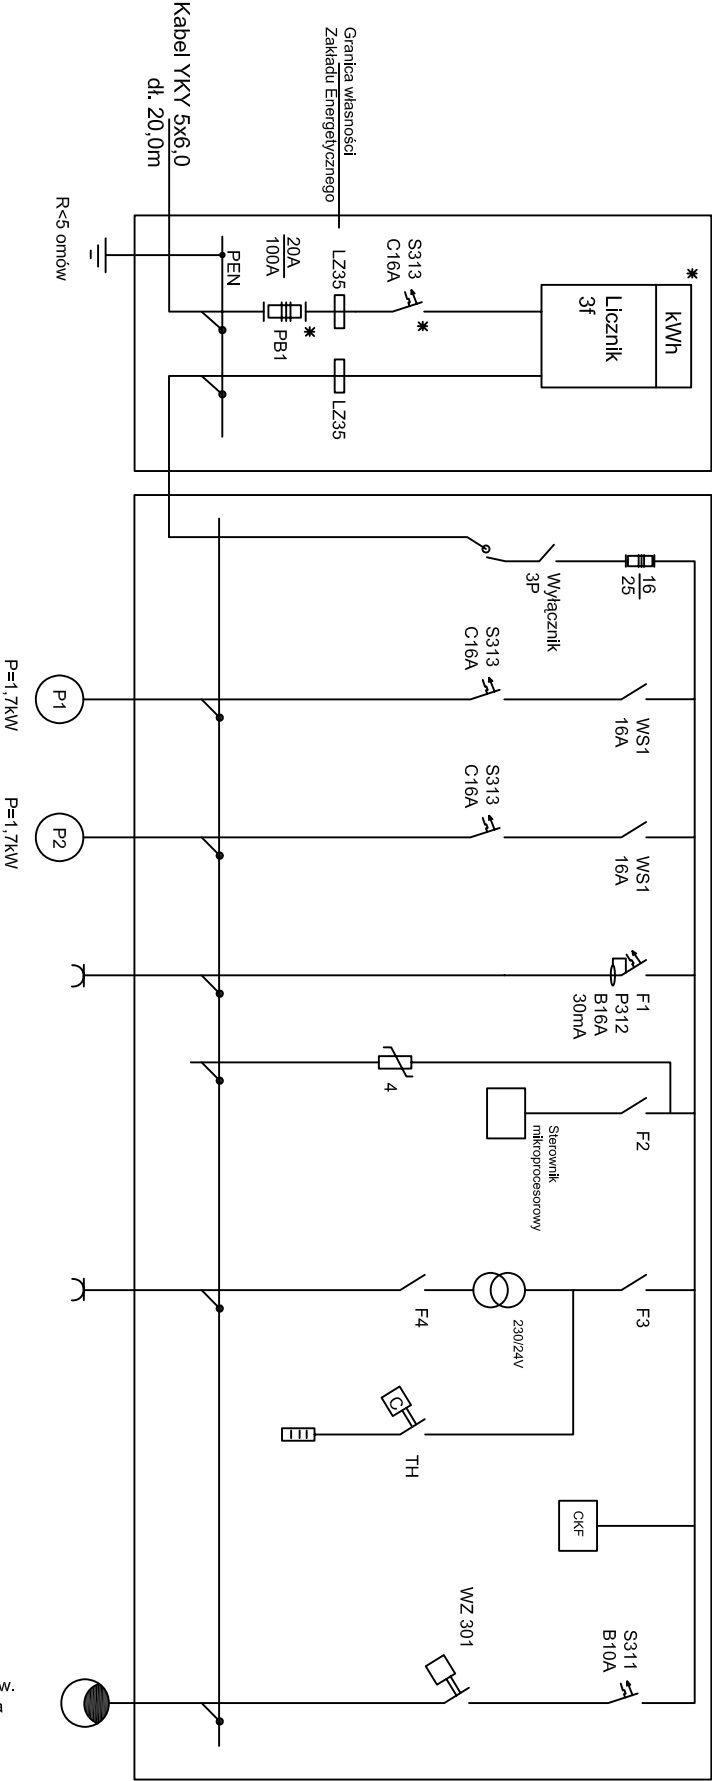 kWh
Licznik
3f
*
S313
C16A
*
Granica własności
Zakładu Energetycznego
LZ35
LZ35
20A
100A
PB1
*
PEN
Kabel YKY 5x6,0
dł. 20,0m
R<5 omów
16
25
Wyłącznik
3P
WS1
16A
S313
C16A
P1
P=1,7kW
WS1
16A
S313
C16A
P2
P=1,7kW
F1
P312
B16A
30mA
4
F2
Sterownik
mikroprocesorowy
F3
230/24V
F4
C
TH
CKF
S311
B10A
WZ 301
w.
a